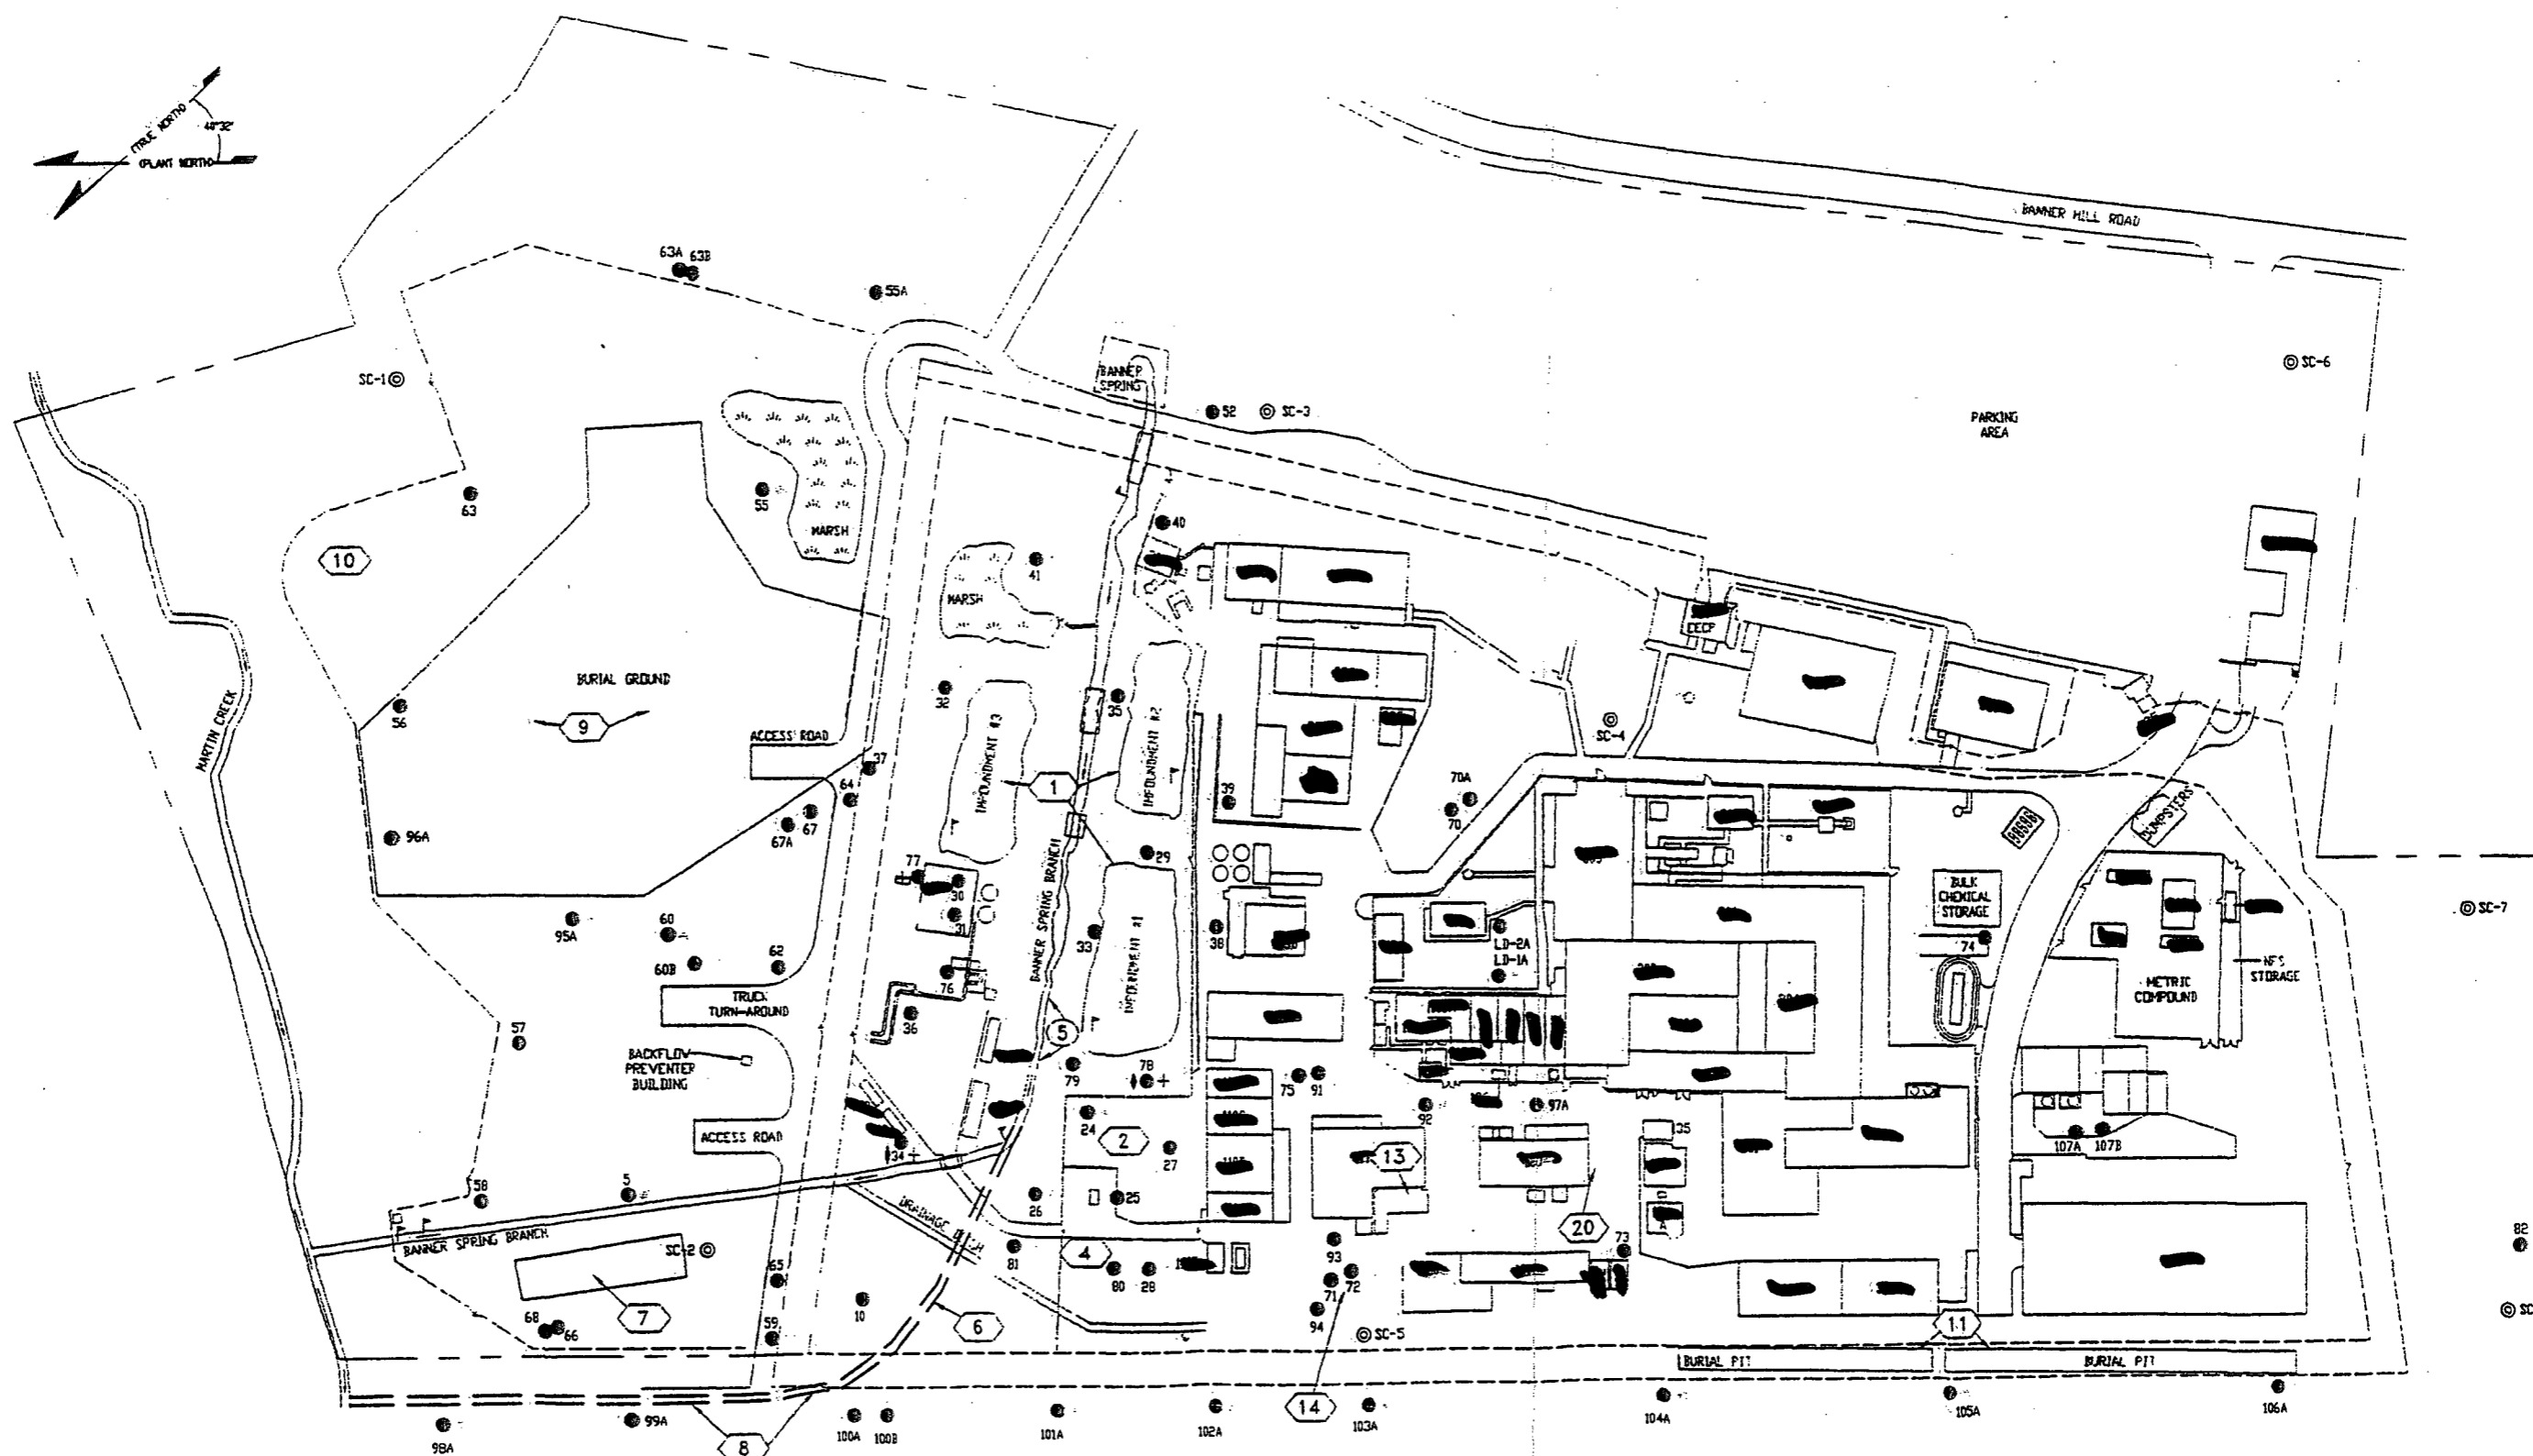 (TRUE NORTH)
(PLANT NORTH)
BANNER HILL ROAD
63A
63B
55A
SC-1
BANNER
SPRING
52
SC-3
SC-6
PARKING
AREA
63
55
MARSH
40
10
41
MARSH
MARTIN CREEK
BURIAL GROUND
56
9
32
35
IMPOUNDMENT #3
IMPOUNDMENT #2
1
ACCESS ROAD
37
64
67
67A
96A
39
SC-4
70A
70
DUMPSTERS
BANNER SPRING BRANCH
29
77
30
31
33
IMPOUNDMENT #1
38
BULK
CHEMICAL
STORAGE
74
SC-7
LD-2A
LD-1A
NFS
STORAGE
METRIC
COMPOUND
95A
60
60B
62
76
36
TRUCK
TURN-AROUND
57
5
BACKFLOW
PREVENTER
BUILDING
79
78
75
91
92
97A
24
2
27
34
13
35
107A
107B
ACCESS ROAD
58
5
26
25
DRAINAGE DITCH
BANNER SPRING BRANCH
SC-2
20
93
73
82
81
4
80
28
72
71
94
65
7
10
68
66
59
6
SC-5
11
SC
BURIAL PIT
BURIAL PIT
98A
99A
8
100A
100B
101A
102A
14
103A
104A
105A
106A